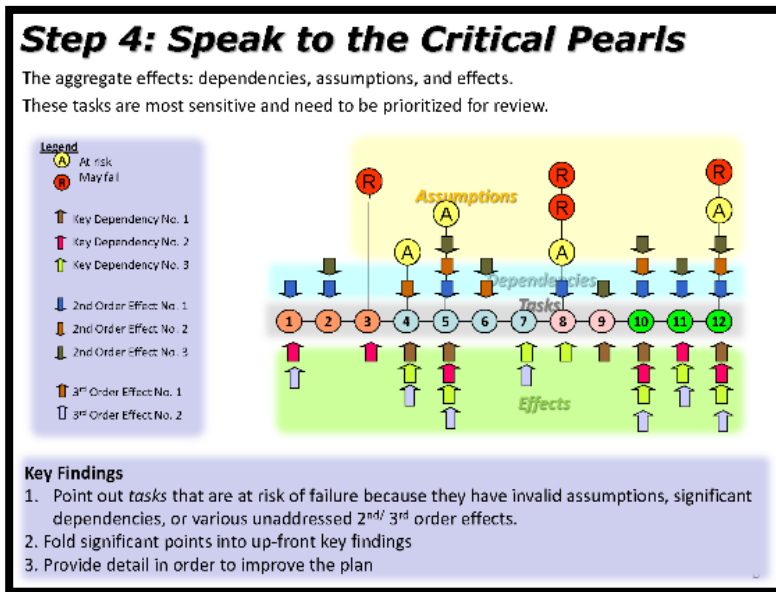 Step 4: Speak to the Critical Pearls
The aggregate effects: dependencies, assumptions, and effects.
These tasks are most sensitive and need to be prioritized for review.
Legend
A At risk
R May fail
Key Dependency No. 1
Key Dependency No. 2
Key Dependency No. 3
2nd Order Effect No. 1
2nd Order Effect No. 2
2nd Order Effect No. 3
3rd Order Effect No. 1
3rd Order Effect No. 2
R R R
Assumptions
R A A
A A
Dependencies
Tasks
1 2 3 4 5 6 7 8 9 10 11 12
Effects
Key Findings
1. Point out tasks that are at risk of failure because they have invalid assumptions, significant
dependencies, or various unaddressed 2nd/ 3rd order effects.
2. Fold significant points into up-front key findings
3. Provide detail in order to improve the plan